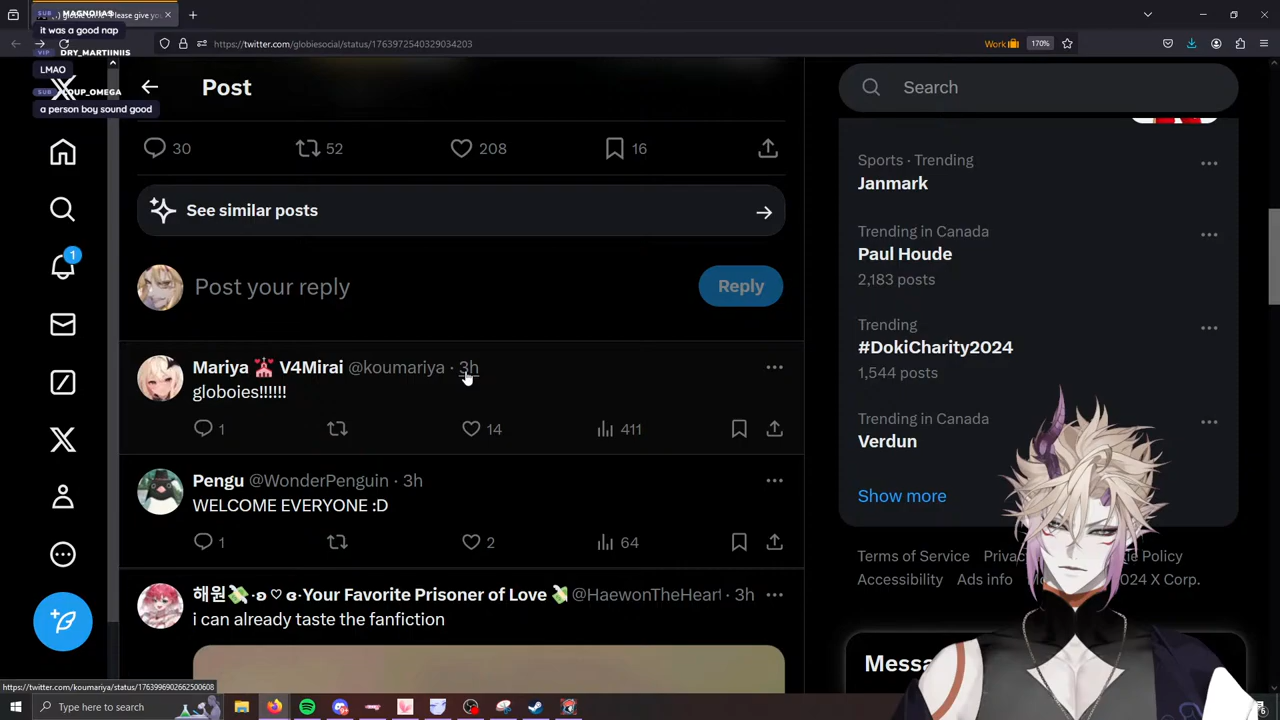 MAGNOJIAS
it was a good nap
DRY_MARTIINIIS
LMAO
LOUP_OMEGA
a person boy sound good
https://twitter.com/globiesocial/status/1763972540329034203
Work
170%
Post
Search
30
52
208
16
See similar posts
Post your reply
Reply
Mariya 💒 V4Mirai @koumariya · 3h
globoies!!!!!!
1
14
411
Pengu @WonderPenguin · 3h
WELCOME EVERYONE :D
1
2
64
해원💸·ʚ♡ɞ·Your Favorite Prisoner of Love 💸 @HaewonTheHeart · 3h
i can already taste the fanfiction
Sports · Trending
Janmark
Trending in Canada
Paul Houde
2,183 posts
Trending
#DokiCharity2024
1,544 posts
Trending in Canada
Verdun
Show more
Terms of Service
Accessibility Ads info
2024 X Corp.
https://twitter.com/koumariya/status/1763996902662500608
Type here to search